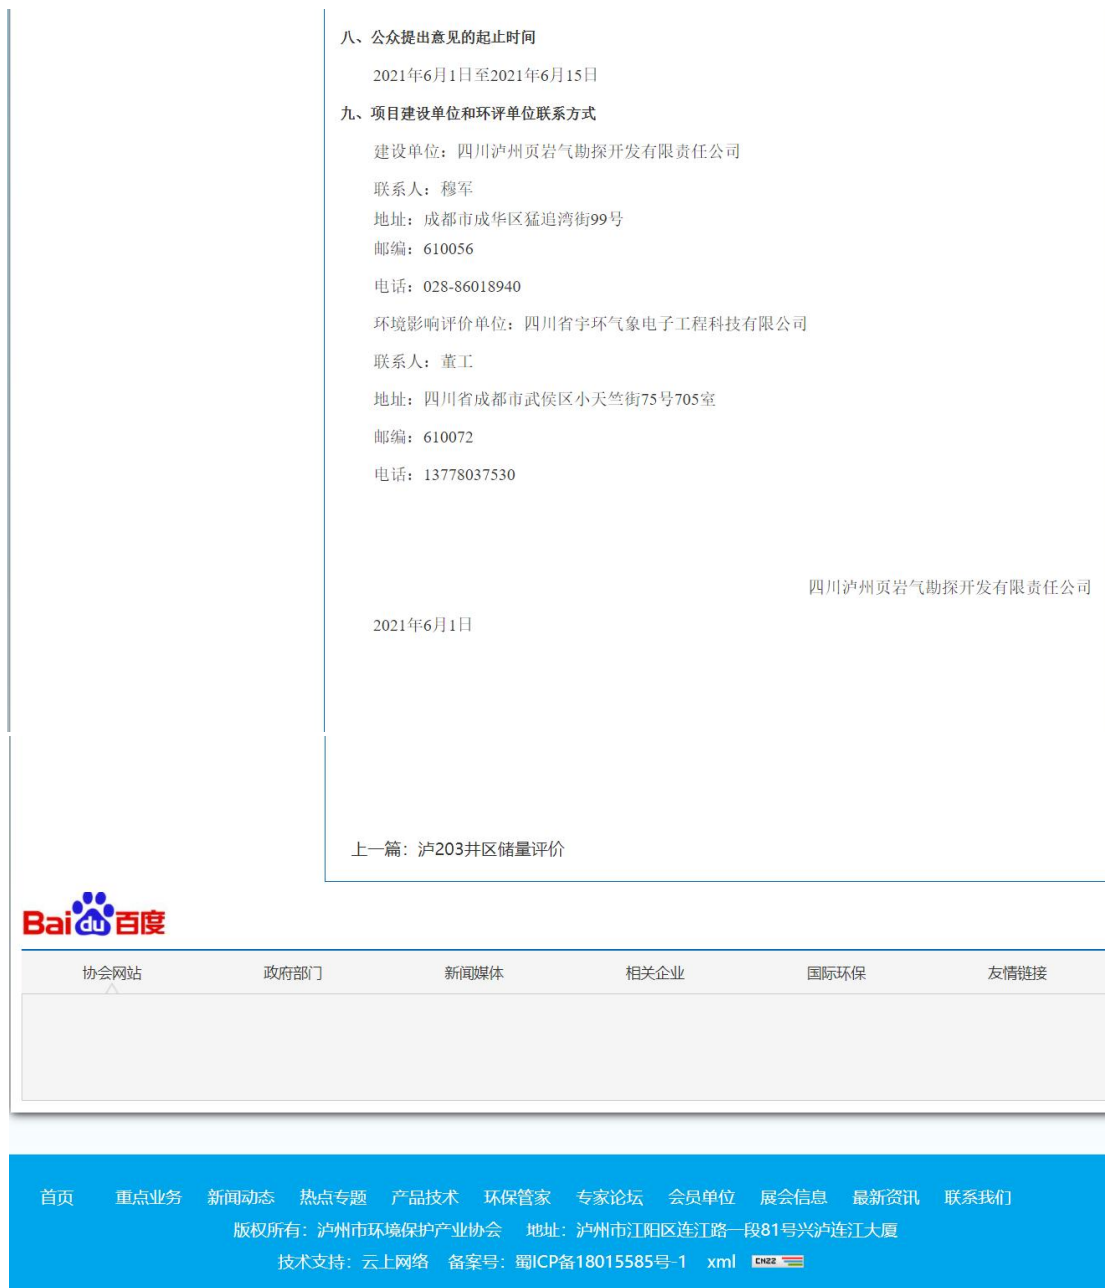 八、公众提出意见的起止时间
2021年6月1日至2021年6月15日
九、项目建设单位和环评单位联系方式
建设单位：四川泸州页岩气勘探开发有限责任公司
联系人：穆军
地址：成都市成华区猛追湾街99号
邮编：610056
电话：028-86018940
环境影响评价单位：四川省宇环气象电子工程科技有限公司
联系人：董工
地址：四川省成都市武侯区小天竺街75号705室
邮编：610072
电话：13778037530
四川泸州页岩气勘探开发有限责任公司
2021年6月1日
上一篇：泸203井区储量评价
Baidu百度
协会网站 政府部门 新闻媒体 相关企业 国际环保 友情链接
首页 重点业务 新闻动态 热点专题 产品技术 环保管家 专家论坛 会员单位 展会信息 最新资讯 联系我们
版权所有：泸州市环境保护产业协会 地址：泸州市江阳区连江路一段81号兴泸连江大厦
技术支持：云上网络 备案号：蜀ICP备18015585号-1 xml CNZZ